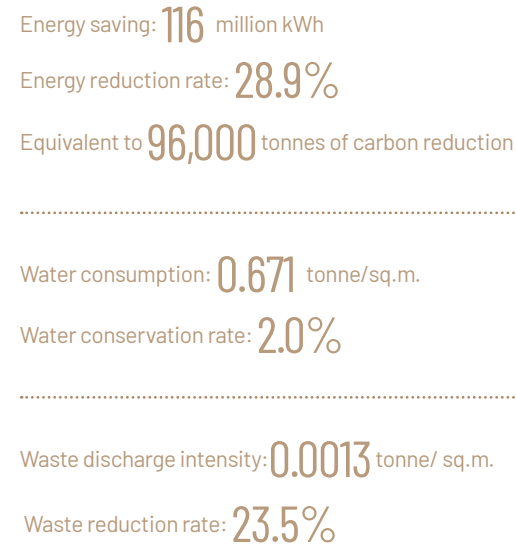 Energy saving: 116 million kWh
Energy reduction rate: 28.9%
Equivalent to 96,000 tonnes of carbon reduction
Water consumption: 0.671 tonne/sq.m.
Water conservation rate: 2.0%
Waste discharge intensity:0.0013 tonne/ sq.m.
Waste reduction rate: 23.5%